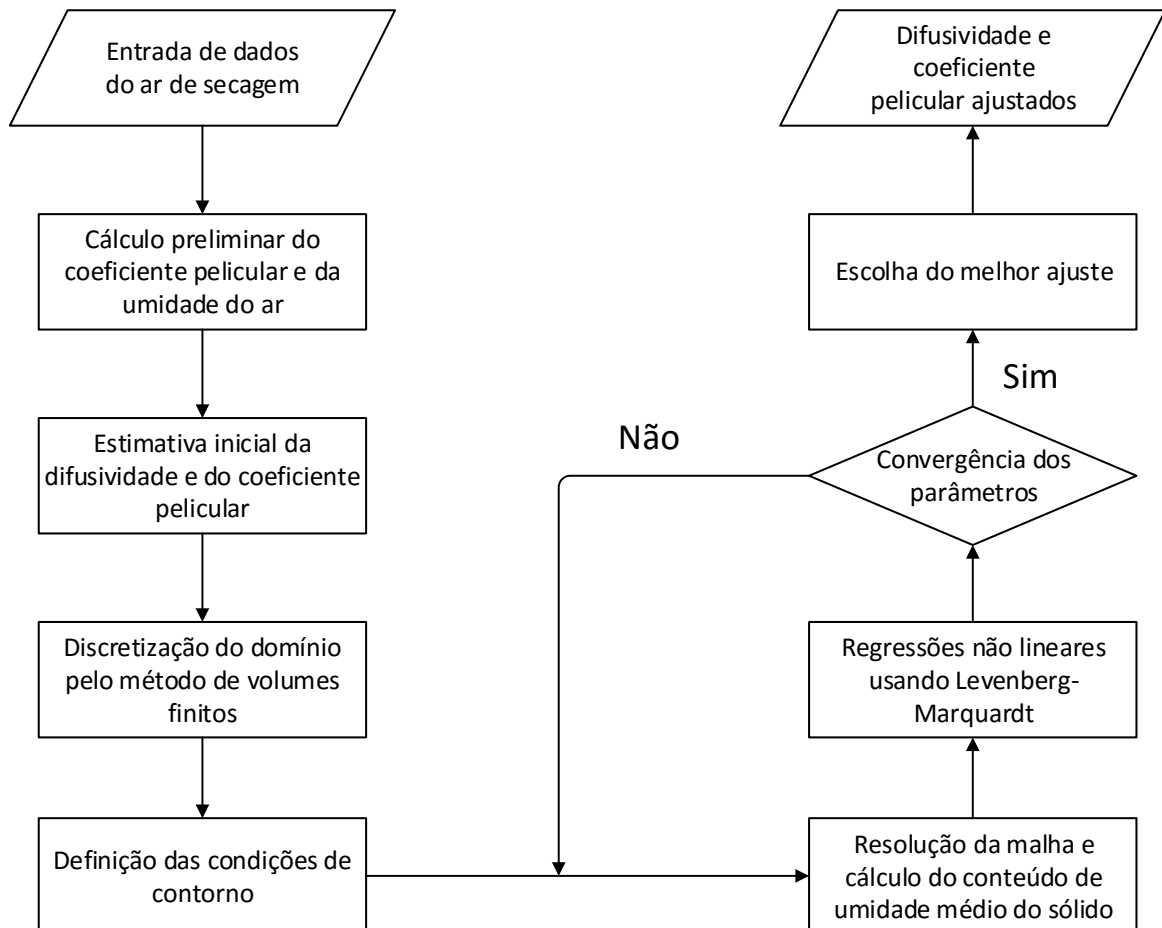 Entrada de dados
do ar de secagem
Cálculo preliminar do
coeficiente pelicular e da
umidade do ar
Estimativa inicial da
difusividade e do coeficiente
pelicular
Discretização do domínio
pelo método de volumes
finitos
Definição das condições de
contorno
Resolução da malha e
cálculo do conteúdo de
umidade médio do sólido
Regressões não lineares
usando Levenberg-
Marquardt
Convergência dos
parâmetros
Não
Sim
Escolha do melhor ajuste
Difusividade e
coeficiente
pelicular ajustados